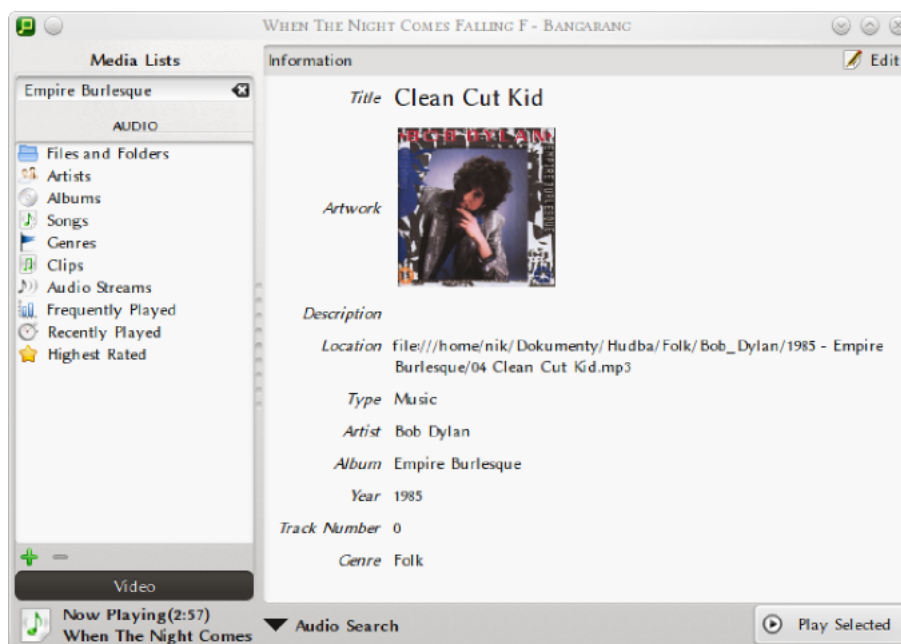 WHEN THE NIGHT COMES FALLING F - BANGARANG
Media Lists
Empire Burlesque
AUDIO
Files and Folders
Artists
Albums
Songs
Genres
Clips
Audio Streams
Frequently Played
Recently Played
Highest Rated
Video
Now Playing(2:57)
When The Night Comes
Information
Edit
Title Clean Cut Kid
Artwork
BOB DYLAN
EMPIRE BURLESQUE
Description
Location file:///home/nik/Dokumenty/Hudba/Folk/Bob_Dylan/1985 - Empire
Burlesque/04 Clean Cut Kid.mp3
Type Music
Artist Bob Dylan
Album Empire Burlesque
Year 1985
Track Number 0
Genre Folk
Audio Search
Play Selected